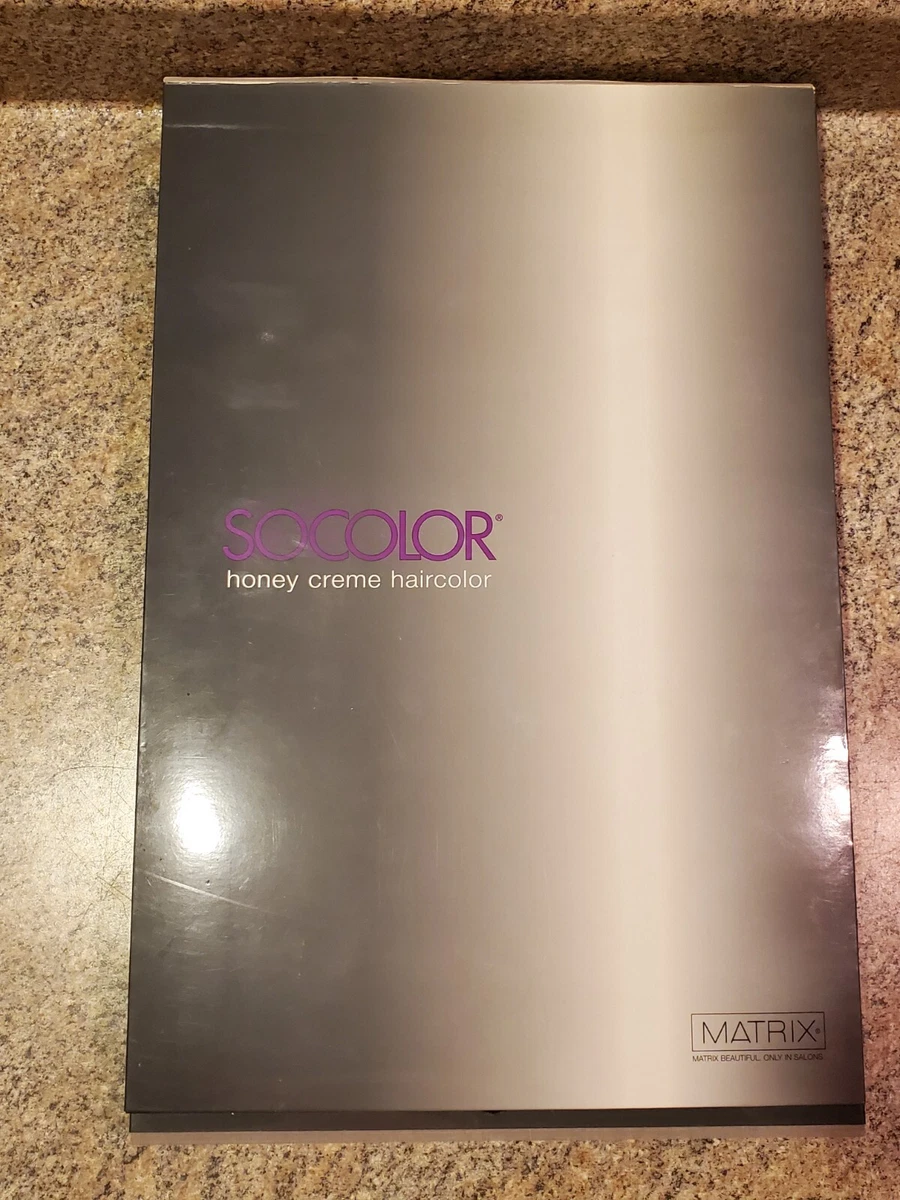 SOCOLOR®
honey creme haircolor
MATRIX®
MATRIX BEAUTIFUL. ONLY IN SALONS.